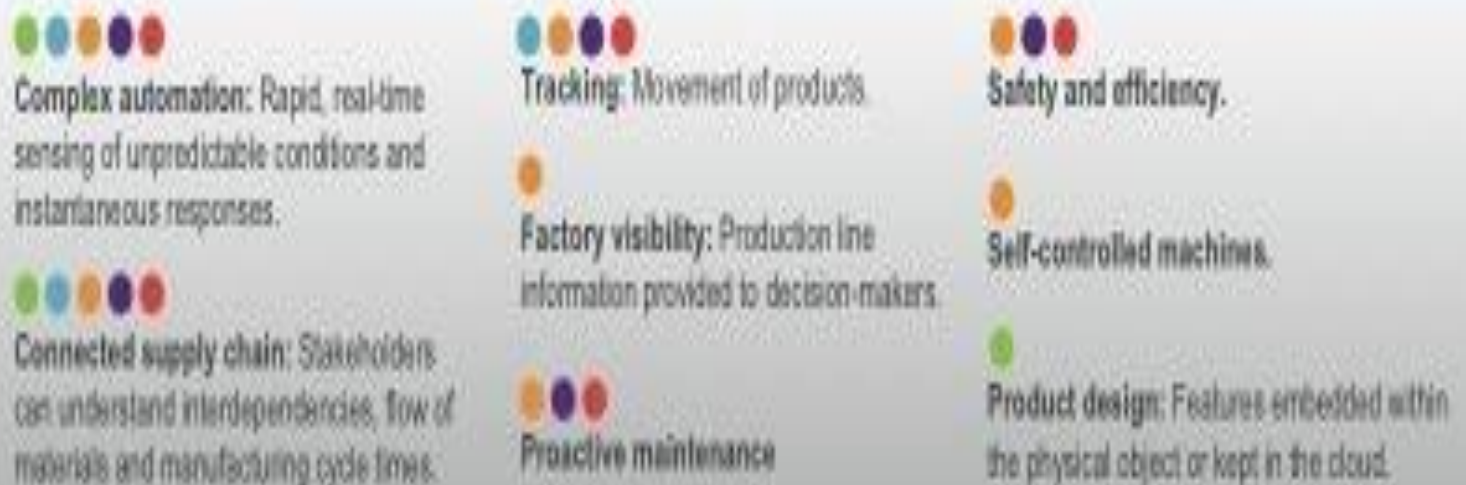 Complex automation: Rapid, real-time
sensing of unpredictable conditions and
instantaneous responses.
Connected supply chain: Stakeholders
can understand interdependencies, flow of
materials and manufacturing cycle times.
Tracking: Movement of products.
Factory visibility: Production line
information provided to decision-makers.
Proactive maintenance
Safety and efficiency.
Self-controlled machines.
Product design: Features embedded within
the physical object or kept in the cloud.